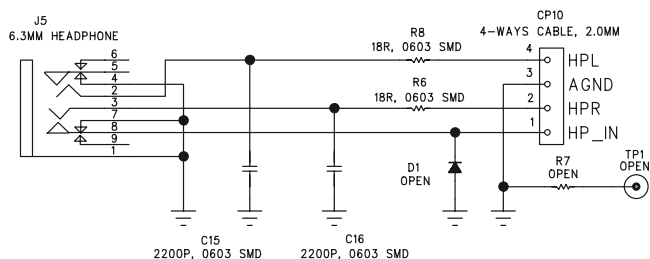 J5
6.3MM HEADPHONE
6
5
4
2
3
7
8
9
1
R8
18R, 0603 SMD
R6
18R, 0603 SMD
CP10
4-WAYS CABLE, 2.0MM
4
HPL
3
AGND
2
HPR
1
HP_IN
D1
OPEN
R7
OPEN
TP1
OPEN
C15
2200P, 0603 SMD
C16
2200P, 0603 SMD